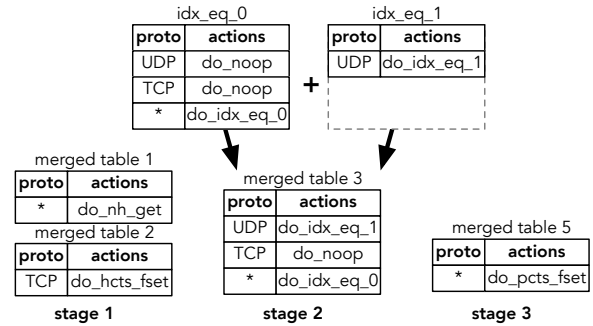 idx_eq_0 idx_eq_1
proto actions proto actions
UDP do_noop UDP do_idx_eq_1
TCP do_noop +
* do_idx_eq_0
merged table 1 merged table 3
proto actions proto actions
* do_nh_get UDP do_idx_eq_1
merged table 2 TCP do_noop merged table 5
proto actions proto actions
TCP do_hcts_fset * do_idx_eq_0 * do_pcts_fset
stage 1 stage 2 stage 3